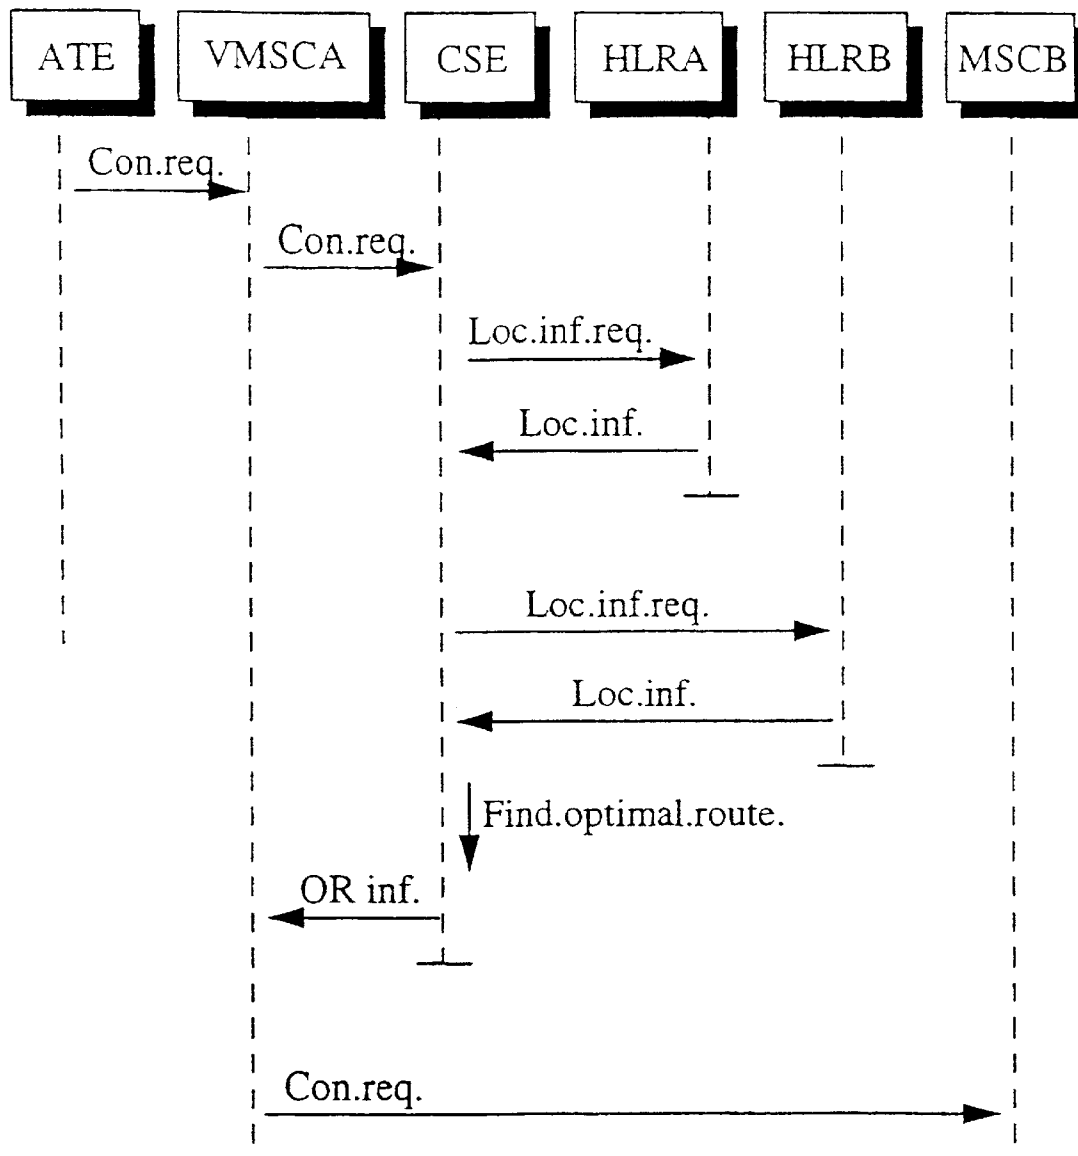 ATE VMSCA CSE HLRA HLRB MSCB
Con.req.
Con.req.
Loc.inf.req.
Loc.inf.
Loc.inf.req.
Loc.inf.
Find.optimal.route.
OR inf.
Con.req.